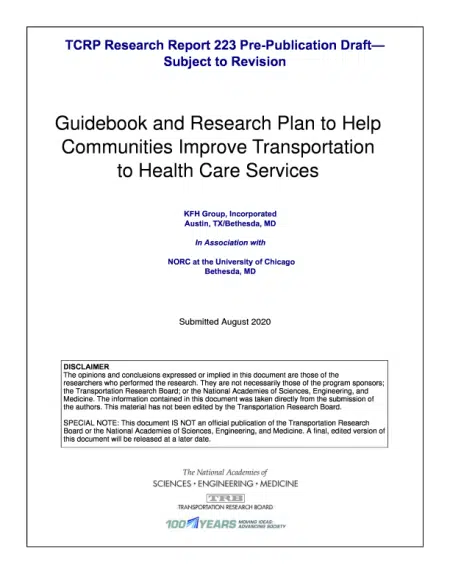 TCRP Research Report 223 Pre-Publication Draft—
Subject to Revision
Guidebook and Research Plan to Help
Communities Improve Transportation
to Health Care Services
KFH Group, Incorporated
Austin, TX/Bethesda, MD
In Association with
NORC at the University of Chicago
Bethesda, MD
Submitted August 2020
DISCLAIMER
The opinions and conclusions expressed or implied in this document are those of the
researchers who performed the research. They are not necessarily those of the program sponsors;
the Transportation Research Board; or the National Academies of Sciences, Engineering, and
Medicine. The information contained in this document was taken directly from the submission of
the authors. This material has not been edited by the Transportation Research Board.
SPECIAL NOTE: This document IS NOT an official publication of the Transportation Research
Board or the National Academies of Sciences, Engineering, and Medicine. A final, edited version of
this document will be released at a later date.
The National Academies of
SCIENCES • ENGINEERING • MEDICINE
TRB
TRANSPORTATION RESEARCH BOARD
100 YEARS MOVING IDEAS:
ADVANCING SOCIETY